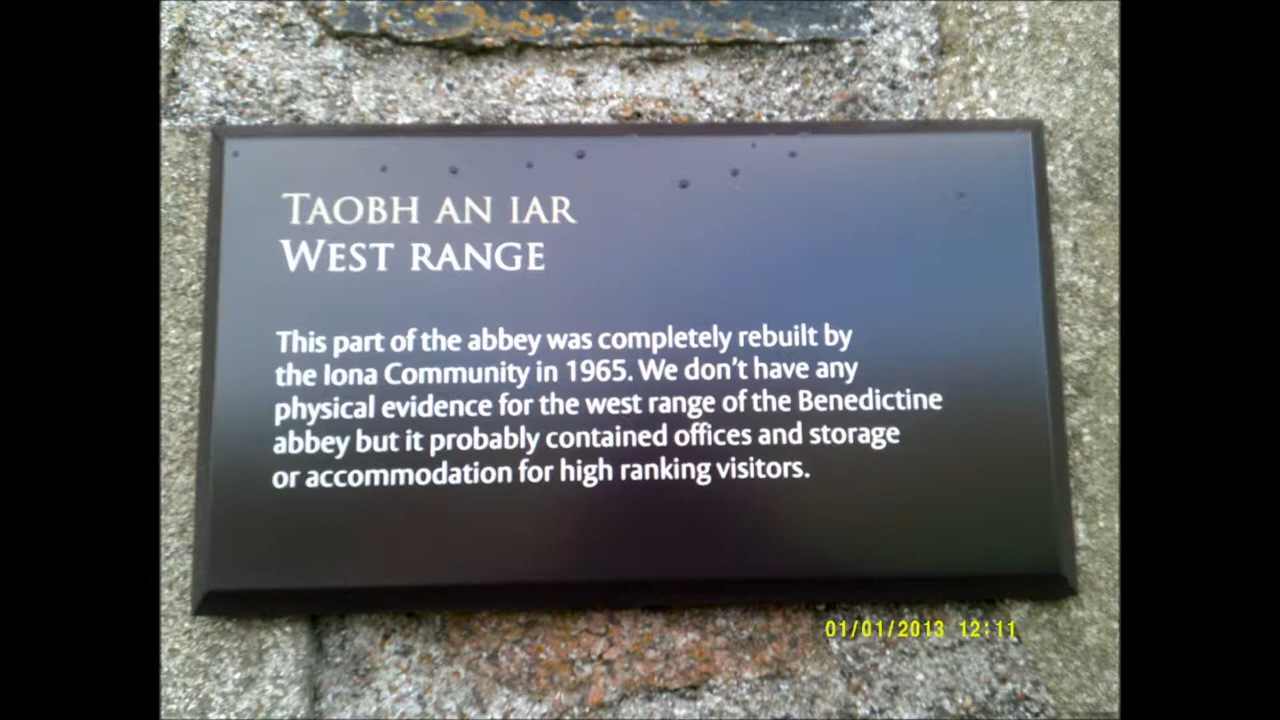 TAOBH AN IAR
WEST RANGE
This part of the abbey was completely rebuilt by
the Iona Community in 1965. We don't have any
physical evidence for the west range of the Benedictine
abbey but it probably contained offices and storage
or accommodation for high ranking visitors.
01/01/2013 12:11